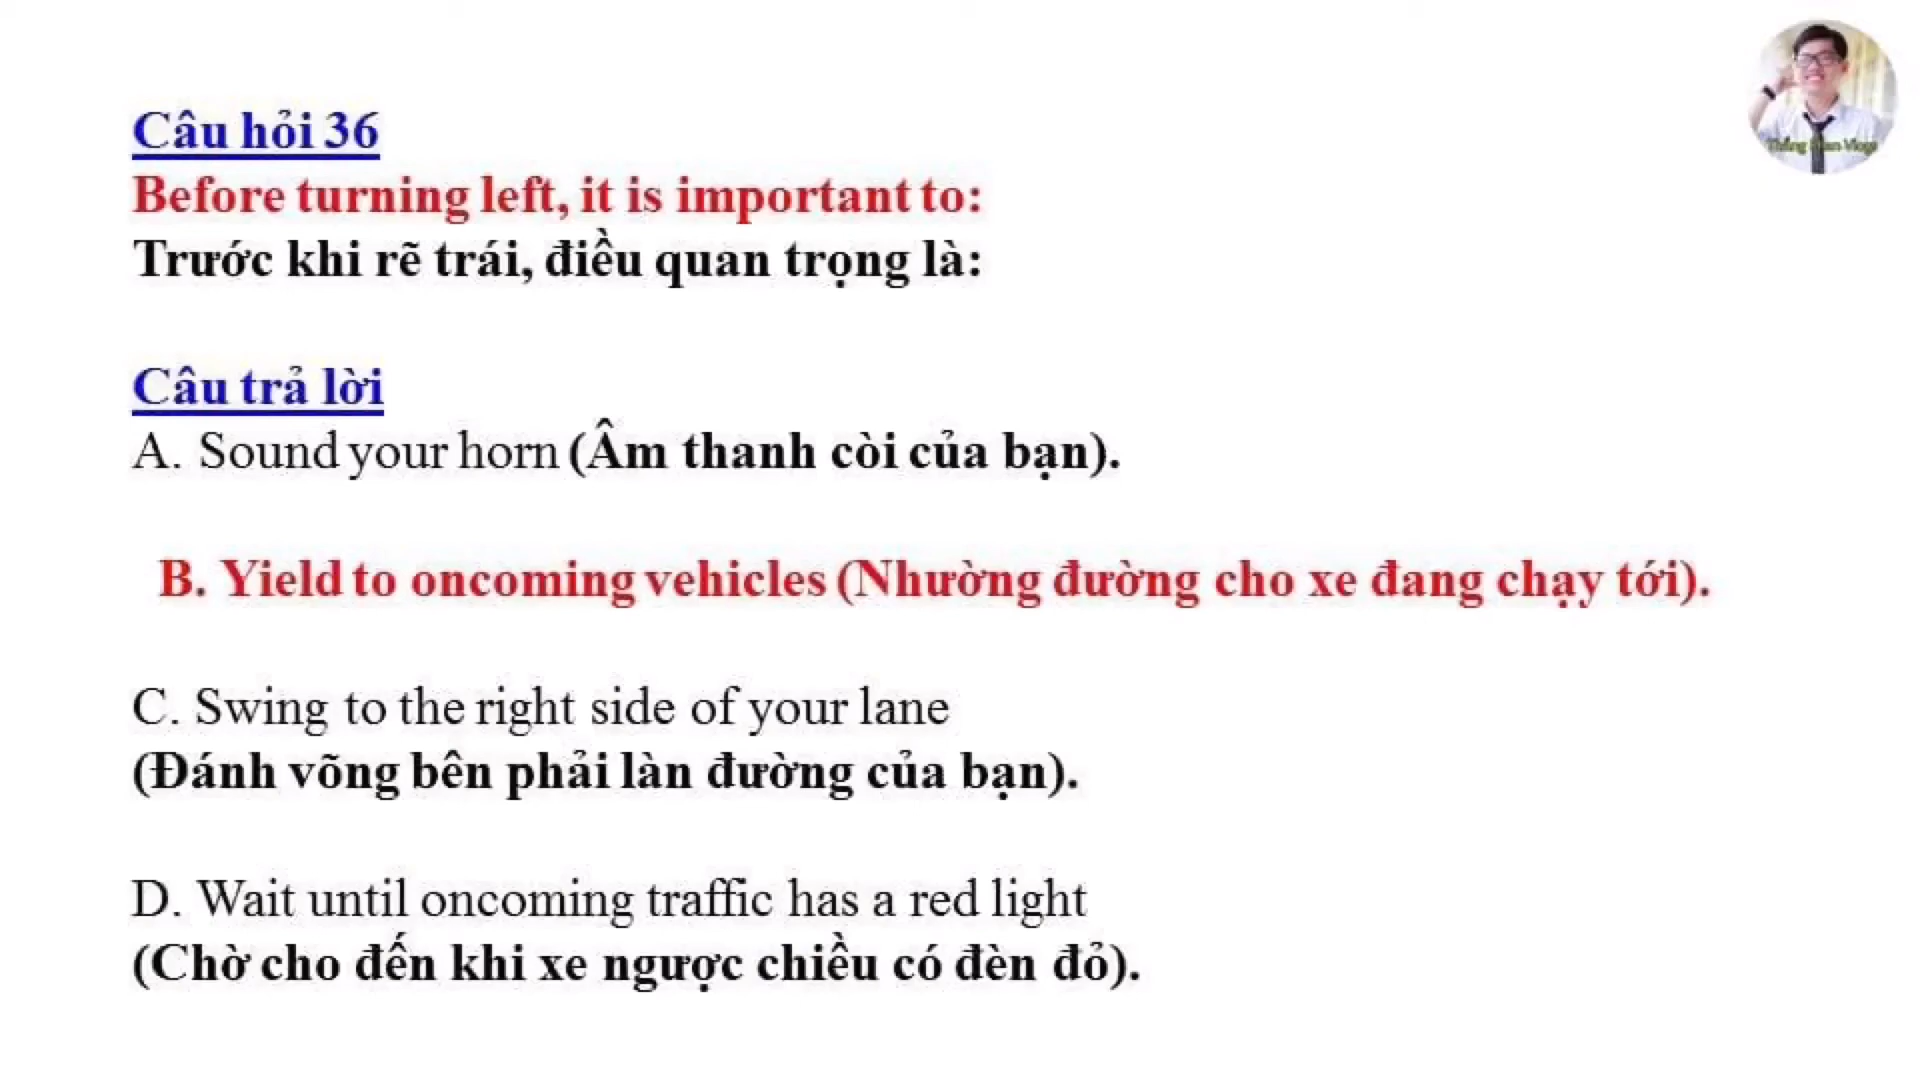 Câu hỏi 36
Before turning left, it is important to:
Trước khi rẽ trái, điều quan trọng là:
Câu trả lời
A. Sound your horn (Âm thanh còi của bạn).
B. Yield to oncoming vehicles (Nhường đường cho xe đang chạy tới).
C. Swing to the right side of your lane
(Đánh võng bên phải làn đường của bạn).
D. Wait until oncoming traffic has a red light
(Chờ cho đến khi xe ngược chiều có đèn đỏ).